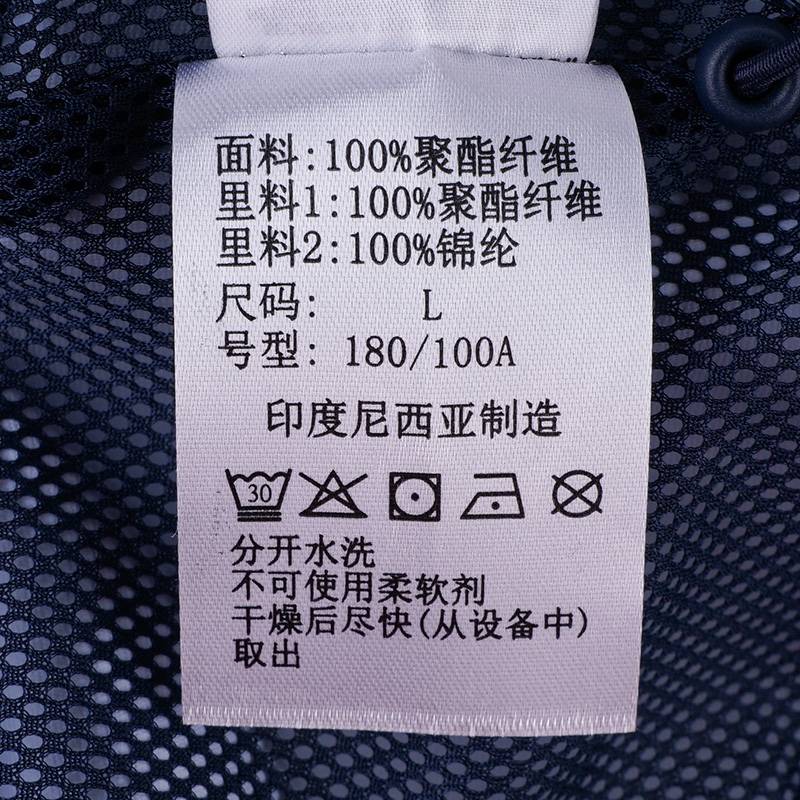 面料:100%聚酯纤维
里料1:100%聚酯纤维
里料2:100%锦纶
尺码: L
号型: 180/100A
印度尼西亚制造
30
分开水洗
不可使用柔软剂
干燥后尽快(从设备中)
取出